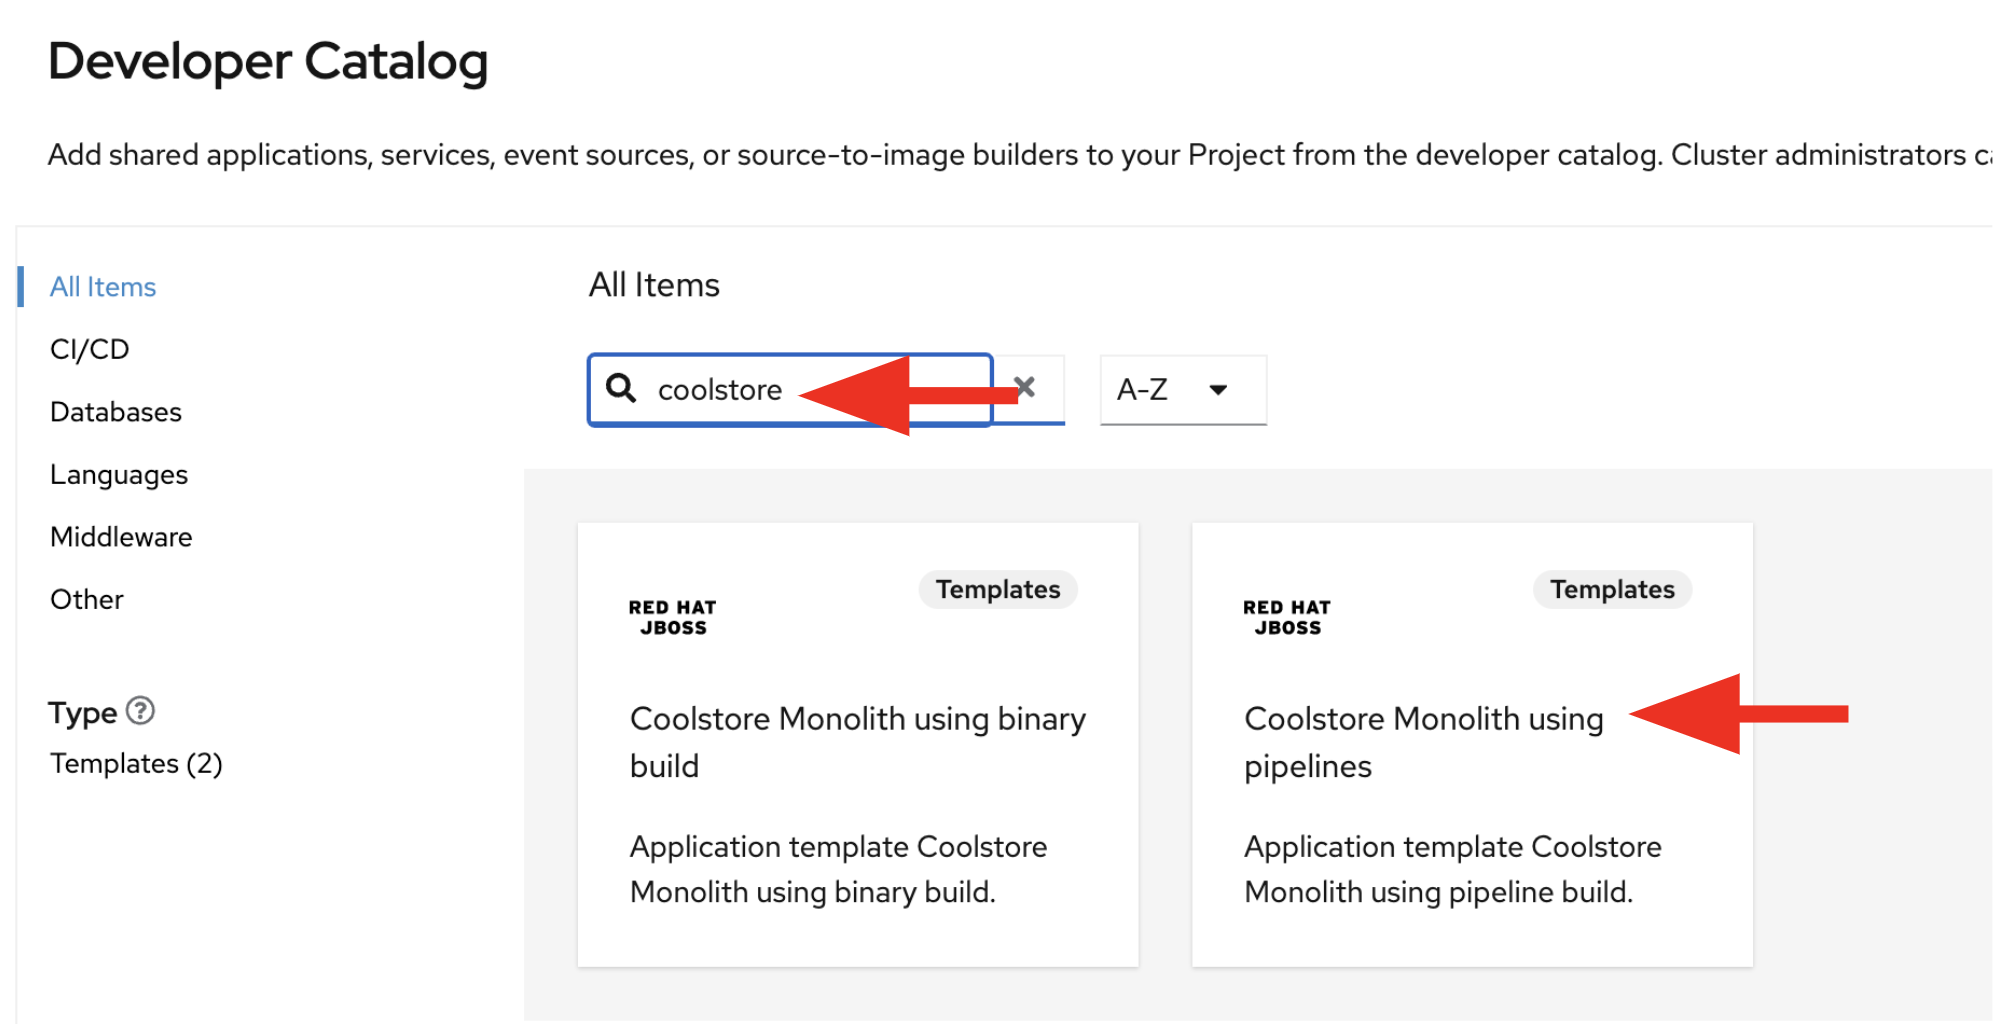 Developer Catalog
Add shared applications, services, event sources, or source-to-image builders to your Project from the developer catalog. Cluster administrators
All Items
CI/CD
Databases
Languages
Middleware
Other
Type
Templates (2)
All Items
coolstore
A-Z
Templates
RED HAT
JBOSS
Coolstore Monolith using binary
build
Application template Coolstore
Monolith using binary build.
Templates
RED HAT
JBOSS
Coolstore Monolith using
pipelines
Application template Coolstore
Monolith using pipeline build.